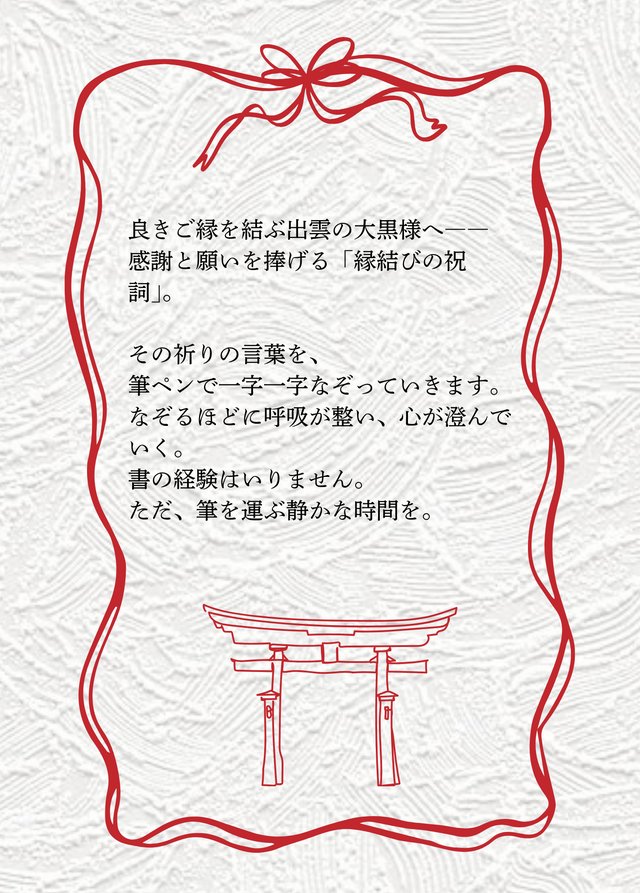 良きご縁を結ぶ出雲の大黒様へ――
感謝と願いを捧げる「縁結びの祝
詞」。
その祈りの言葉を、
筆ペンで一字一字なぞっていきます。
なぞるほどに呼吸が整い、心が澄んで
いく。
書の経験はいりません。
ただ、筆を運ぶ静かな時間を。